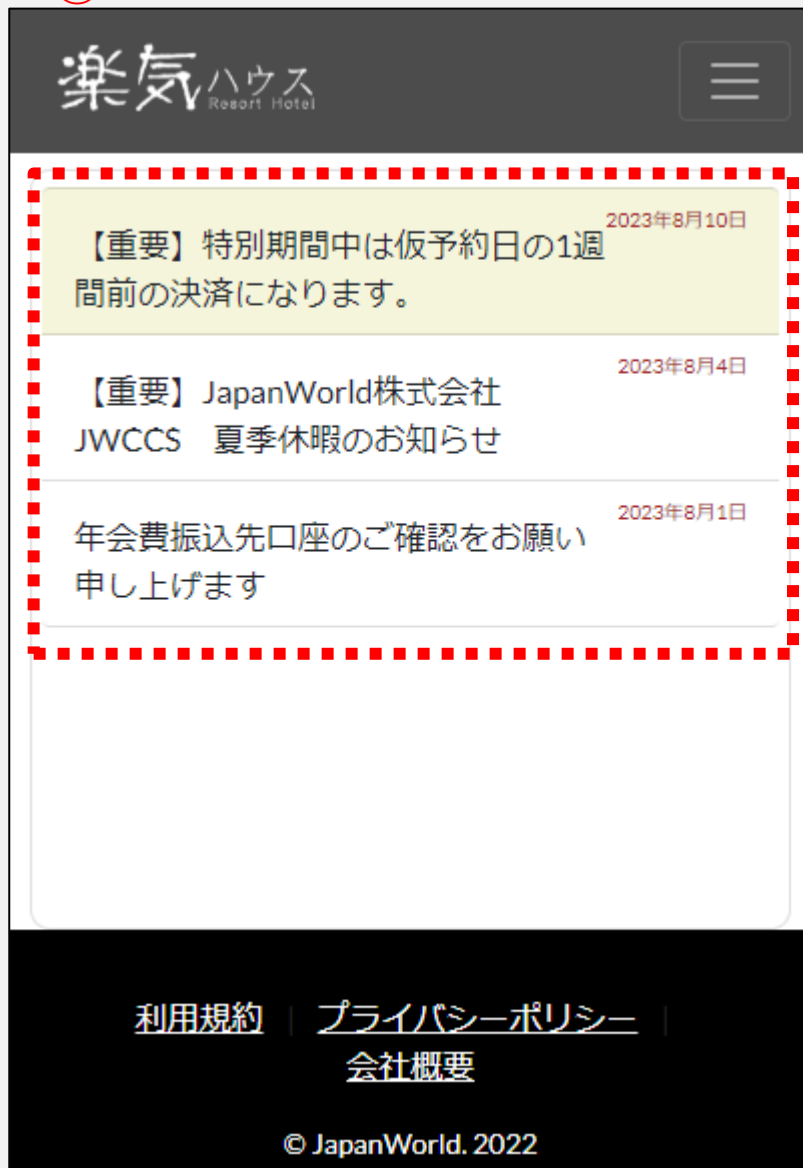 楽気ハウス
Resort Hotel
2023年8月10日
【重要】特別期間中は仮予約日の1週
間前の決済になります。
2023年8月4日
【重要】JapanWorld株式会社
JWCCS　夏季休暇のお知らせ
2023年8月1日
年会費振込先口座のご確認をお願い
申し上げます
利用規約 | プライバシーポリシー |
会社概要
© JapanWorld. 2022